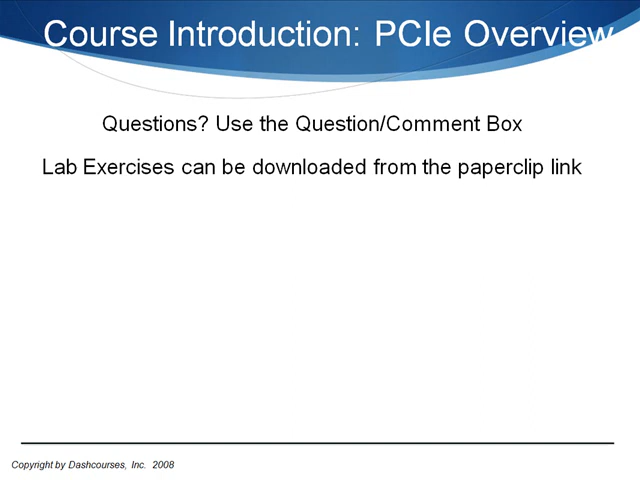 Course Introduction: PCIe Overview
Questions? Use the Question/Comment Box
Lab Exercises can be downloaded from the paperclip link
Copyright by Dashcourses, Inc. 2008